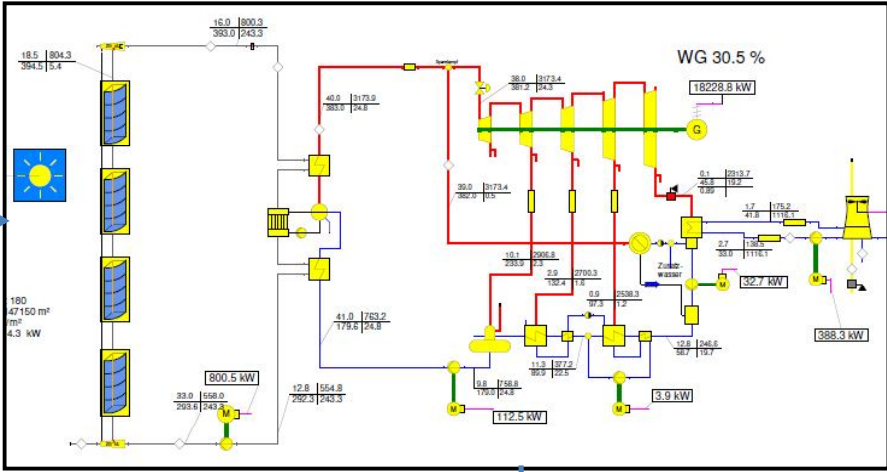 WG 30.5 %
16.0 800.3
393.0 243.3
18.5 804.3
394.5 5.4
40.0 3173.9
383.0 24.8
38.0 3173.4
381.2 24.3
18228.8 kW
G
39.0 3173.4
382.0 0.5
0.1 2313.7
45.8 19.2
0.89
1.7 175.2
41.8 1116.1
2.7 138.5
33.0 1116.1
10.1 2906.8
233.9 2.3
2.9 2700.3
132.4 1.6
0.9 2538.3
97.3 1.2
Zusatz-
wasser
M
32.7 kW
M
388.3 kW
180
47150 m²
/m²
4.3 kW
41.0 763.2
179.6 24.8
12.8 246.6
58.7 19.7
11.3 377.2
89.9 22.5
9.8 758.8
179.0 24.8
800.5 kW
M
33.0 558.0
293.6 243.3
12.8 554.8
292.3 243.3
M
112.5 kW
M
3.9 kW